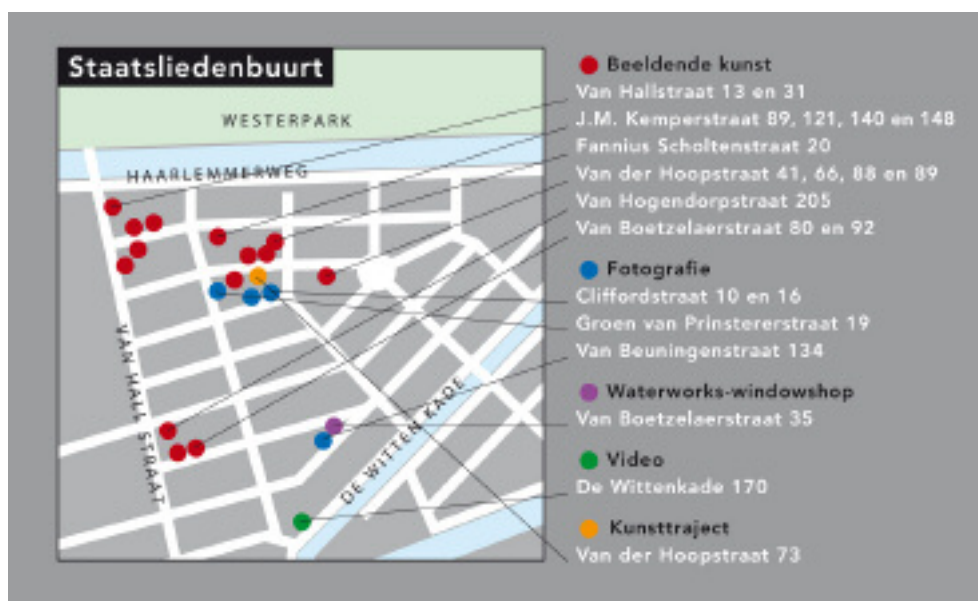 Staatsliedenbuurt
WESTERPARK
HAARLEMMERWEG
VAN HALL STRAAT
DE WITTEN KADE
Beeldende kunst
Van Hallstraat 13 en 31
J.M. Kemperstraat 89, 121, 140 en 148
Fannius Scholtenstraat 20
Van der Hoopstraat 41, 66, 88 en 89
Van Hogendorpstraat 205
Van Boetzelaerstraat 80 en 92
Fotografie
Cliffordstraat 10 en 16
Groen van Prinstererstraat 19
Van Beuningenstraat 134
Waterworks-windowshop
Van Boetzelaerstraat 35
Video
De Wittenkade 170
Kunsttraject
Van der Hoopstraat 73